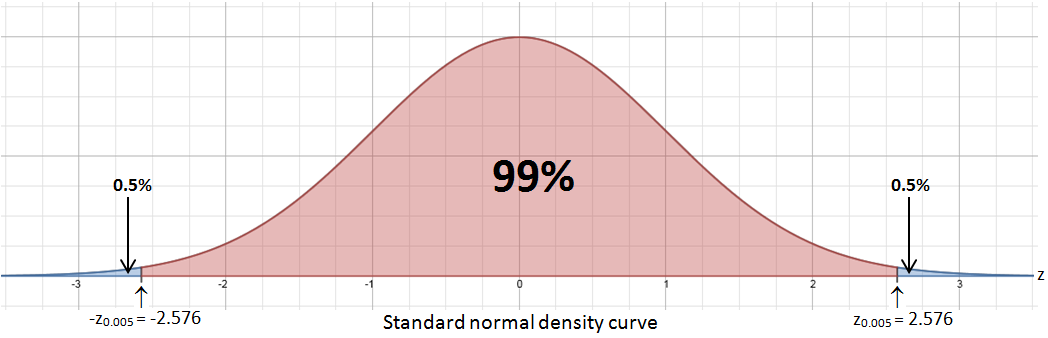 99%
0.5%
0.5%
-3
-2
-1
0
1
2
3
z
-z0.005 = -2.576
Standard normal density curve
z0.005 = 2.576